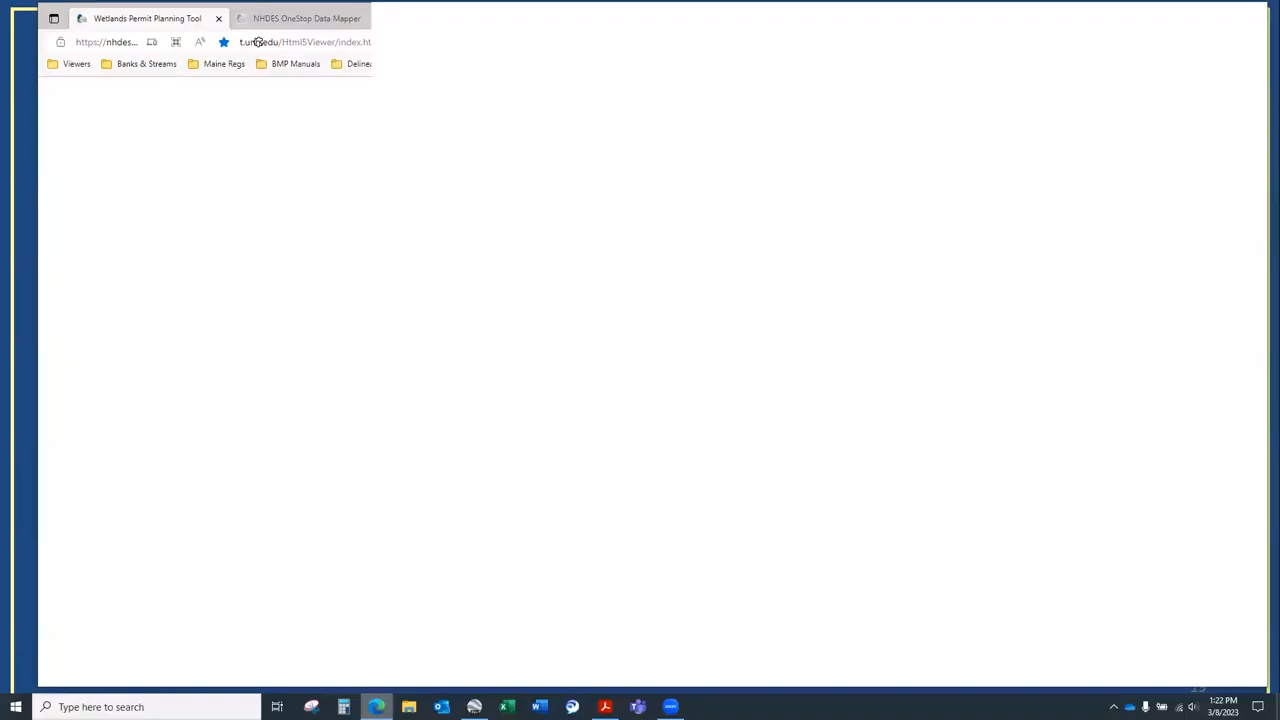 Wetlands Permit Planning Tool NHDES OneStop Data Mapper
https://nhdes... edu/Html5Viewer/index.ht
Viewers Banks & Streams Maine Regs BMP Manuals Deline
Type here to search
1:22 PM
3/8/2023